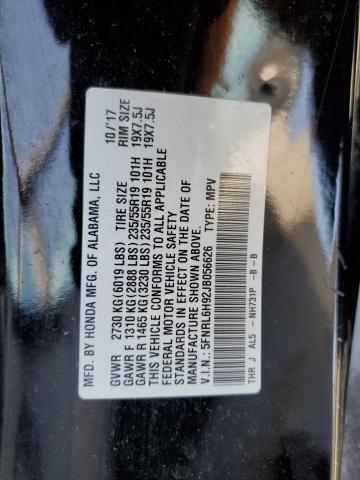 MFD. BY HONDA MFG. OF ALABAMA, LLC 10/'17
GVWR 2730 KG(6019 LBS) TIRE SIZE RIM SIZE
GAWR F 1310 KG(2888 LBS) 235/55R19 101H 19X7.5J
GAWR R 1465 KG(3230 LBS) 235/55R19 101H 19X7.5J
THIS VEHICLE CONFORMS TO ALL APPLICABLE
FEDERAL MOTOR VEHICLE SAFETY
STANDARDS IN EFFECT ON THE DATE OF
MANUFACTURE SHOWN ABOVE.
V.I.N.: 5FNRL6H92JB056626 TYPE: MPV
THR J AL5 - NH731P -B -B